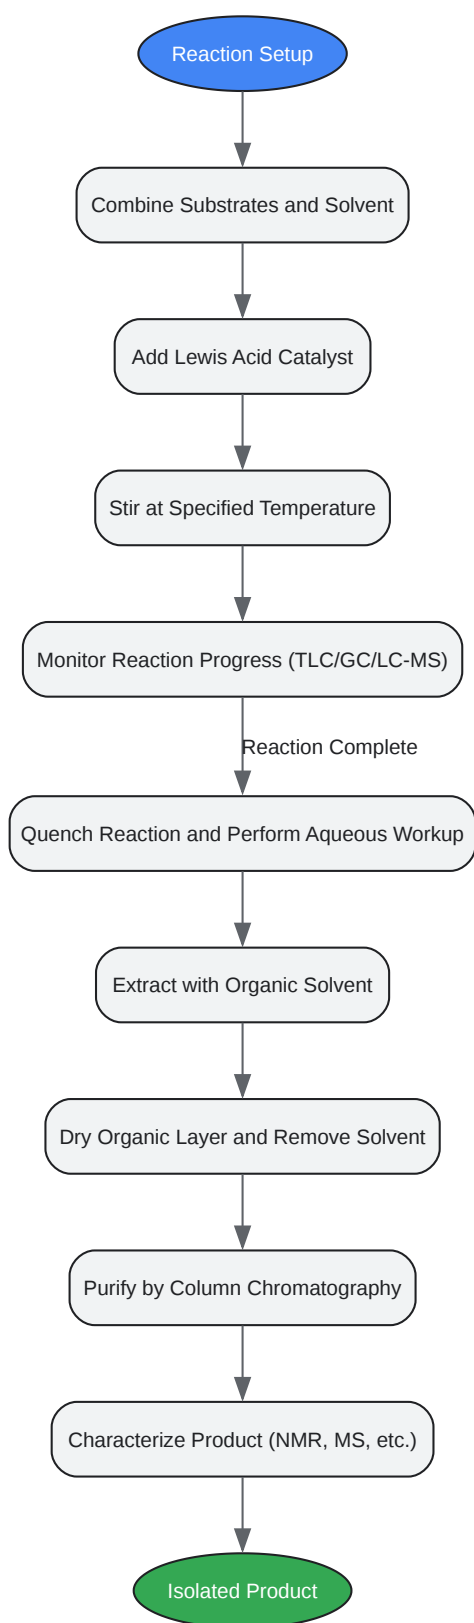 Reaction Setup
Combine Substrates and Solvent
Add Lewis Acid Catalyst
Stir at Specified Temperature
Monitor Reaction Progress (TLC/GC/LC-MS)
Reaction Complete
Quench Reaction and Perform Aqueous Workup
Extract with Organic Solvent
Dry Organic Layer and Remove Solvent
Purify by Column Chromatography
Characterize Product (NMR, MS, etc.)
Isolated Product